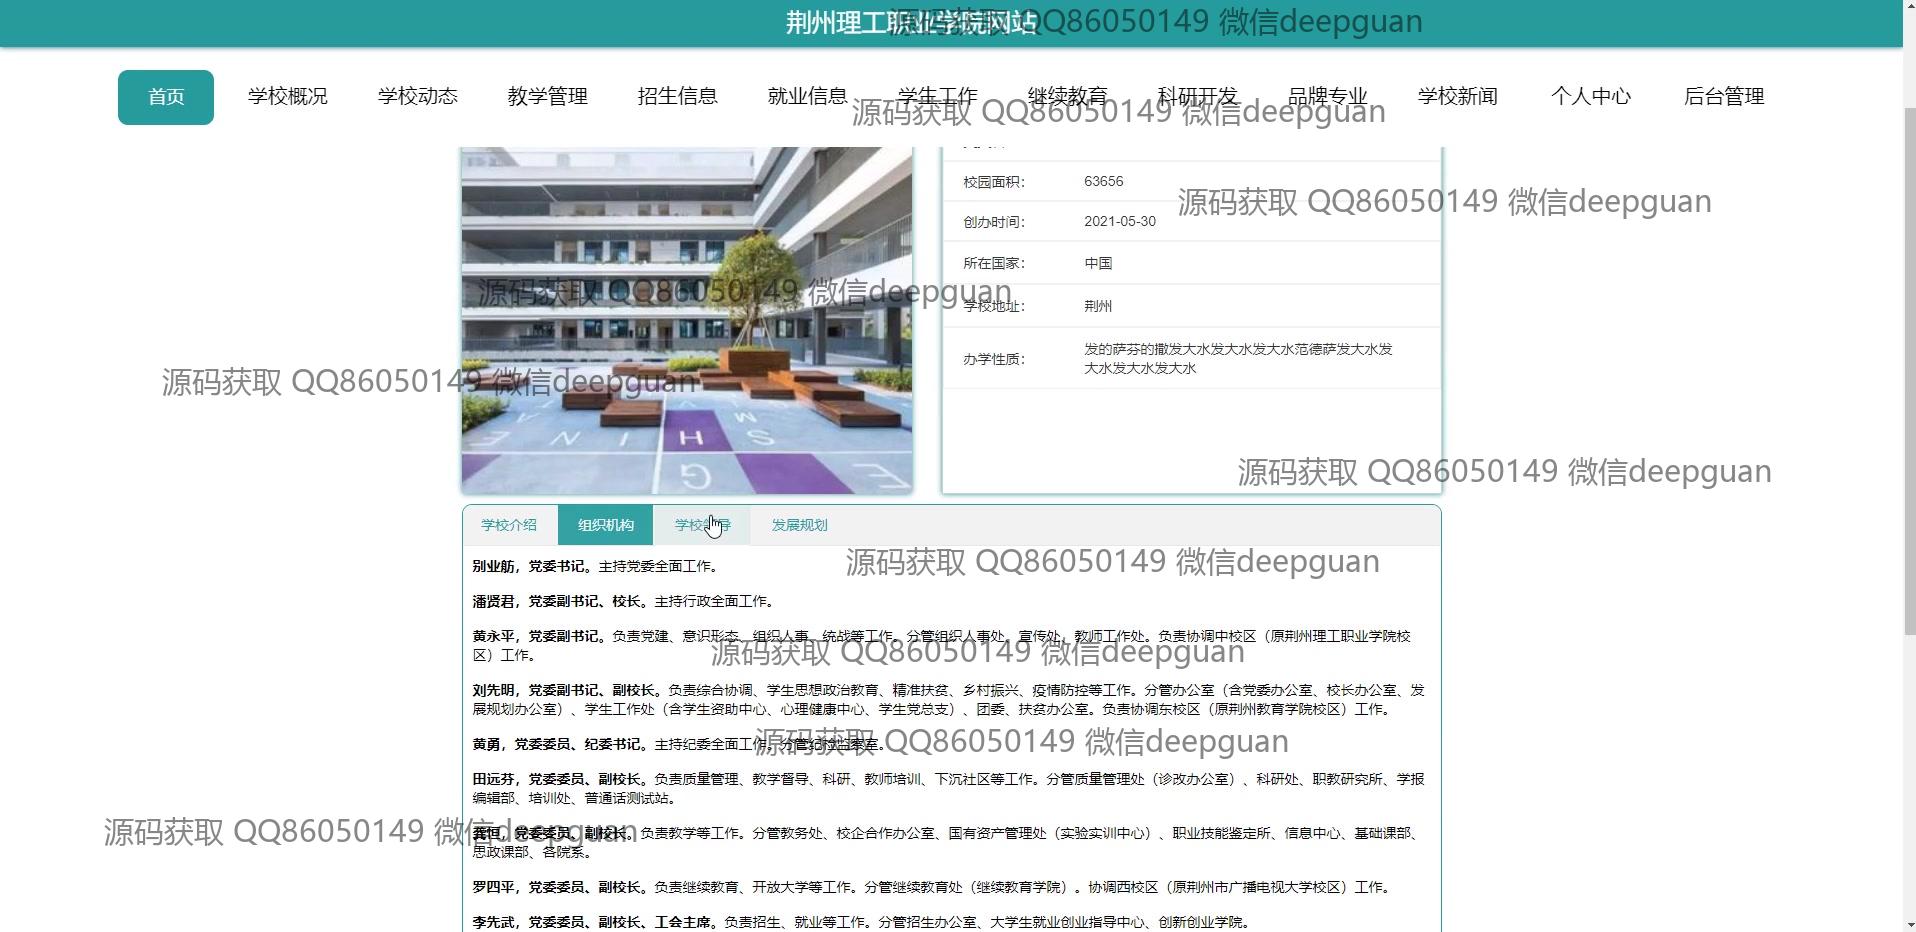 荆州理工职业学院网站
源码获取 QQ86050149 微信deepguan
首页 学校概况 学校动态 教学管理 招生信息 就业信息 学生工作 继续教育 科研开发 品牌专业 学校新闻 个人中心 后台管理
源码获取 QQ86050149 微信deepguan
校园面积： 63656
源码获取 QQ86050149 微信deepguan
创办时间： 2021-05-30
所在国家： 中国
源码获取 QQ86050149 微信deepguan
学校地址： 荆州
办学性质： 发的萨芬的撒发大水发大水发大水范德萨发大水发
大水发大水发大水
源码获取 QQ86050149 微信deepguan
S H I N E
G
源码获取 QQ86050149 微信deepguan
学校介绍 组织机构 学校领导 发展规划
源码获取 QQ86050149 微信deepguan
别业舫，党委书记。主持党委全面工作。
潘贤君，党委副书记、校长。主持行政全面工作。
黄永平，党委副书记。负责党建、意识形态、组织人事、统战等工作。分管组织人事处、宣传处、教师工作处。负责协调中校区（原荆州理工职业学院校
区）工作。
源码获取 QQ86050149 微信deepguan
刘先明，党委副书记、副校长。负责综合协调、学生思想政治教育、精准扶贫、乡村振兴、疫情防控等工作。分管办公室（含党委办公室、校长办公室、发
展规划办公室）、学生工作处（含学生资助中心、心理健康中心、学生党总支）、团委、扶贫办公室。负责协调东校区（原荆州教育学院校区）工作。
黄勇，党委委员、纪委书记。主持纪委全面工作。分管纪检监察室。
源码获取 QQ86050149 微信deepguan
田远芬，党委委员、副校长。负责质量管理、教学督导、科研、教师培训、下沉社区等工作。分管质量管理处（诊改办公室）、科研处、职教研究所、学报
编辑部、培训处、普通话测试站。
龚恒，党委委员、副校长。负责教学等工作。分管教务处、校企合作办公室、国有资产管理处（实验实训中心）、职业技能鉴定所、信息中心、基础课部、
思政课部、各院系。
源码获取 QQ86050149 微信deepguan
罗四平，党委委员、副校长。负责继续教育、开放大学等工作。分管继续教育处（继续教育学院）。协调西校区（原荆州市广播电视大学校区）工作。
李先武，党委委员、副校长、工会主席。负责招生、就业等工作。分管招生办公室、大学生就业创业指导中心、创新创业学院。